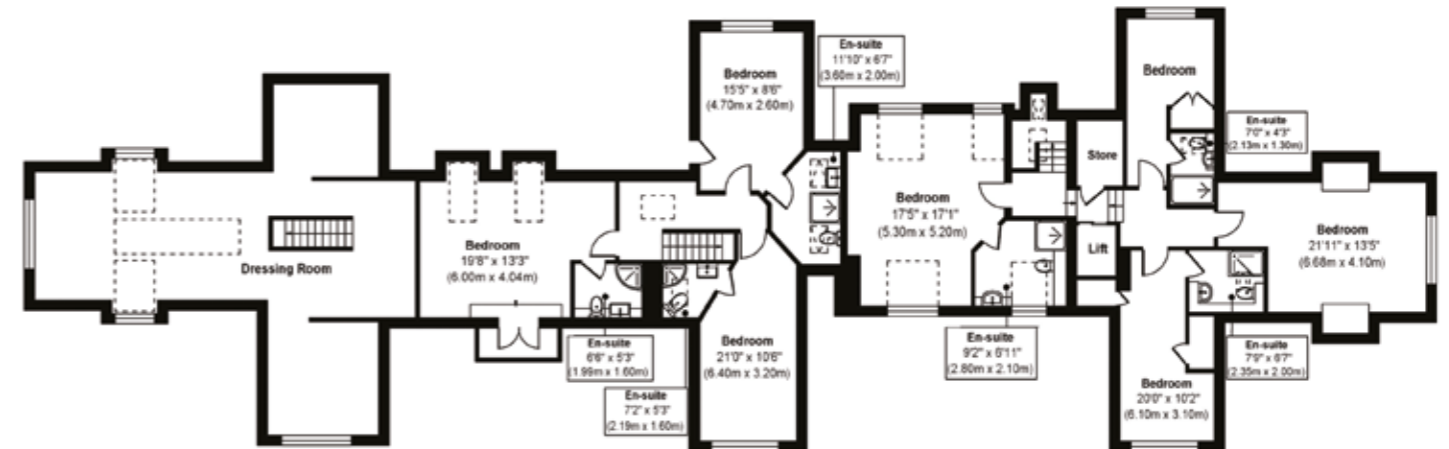 Dressing Room
Bedroom
19'8" x 13'3"
(6.00m x 4.04m)
En-suite
6'6" x 5'3"
(1.99m x 1.60m)
En-suite
7'2" x 5'3"
(2.19m x 1.60m)
Bedroom
15'5" x 8'6"
(4.70m x 2.60m)
Bedroom
21'0" x 10'6"
(6.40m x 3.20m)
En-suite
11'10" x 6'7"
(3.60m x 2.00m)
Bedroom
17'5" x 17'1"
(5.30m x 5.20m)
En-suite
9'2" x 6'11"
(2.80m x 2.10m)
Store
Lift
Bedroom
En-suite
7'0" x 4'3"
(2.13m x 1.30m)
Bedroom
21'11" x 13'5"
(6.68m x 4.10m)
En-suite
7'9" x 6'7"
(2.35m x 2.00m)
Bedroom
20'0" x 10'2"
(6.10m x 3.10m)